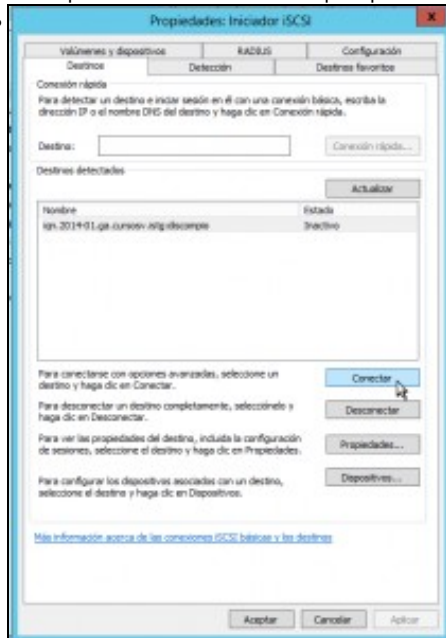 Propiedades: Iniciador iSCSI
x
Volúmenes y dispositivos
RADIUS
Configuración
Destinos
Detección
Destinos favoritos
Conexión rápida
Para detectar un destino e iniciar sesión en él con una conexión básica, escriba la
dirección IP o el nombre DNS del destino y haga clic en Conexión rápida.
Destino:
Conexión rápida...
Destinos detectados
Actualizar
Nombre
Estado
Inactivo
Para conectarse con opciones avanzadas, seleccione un
destino y haga clic en Conectar.
Conectar
Para desconectar un destino completamente, selecciónelo y
haga clic en Desconectar.
Desconectar
Para ver las propiedades del destino, incluida la configuración
de sesiones, seleccione el destino y haga clic en Propiedades.
Propiedades...
Para configurar los dispositivos asociados con un destino,
seleccione el destino y haga clic en Dispositivos.
Dispositivos...
Más información acerca de las conexiones iSCSI básicas y los destinos
Aceptar
Cancelar
Aplicar